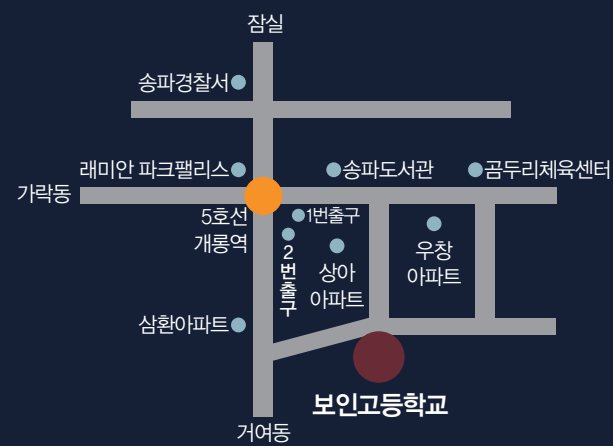 잠실
송파경찰서
래미안 파크팰리스
송파도서관
곰두리체육센터
가락동
5호선
개롱역
1번출구
2
번
출
구
상아
아파트
우창
아파트
삼환아파트
보인고등학교
거여동